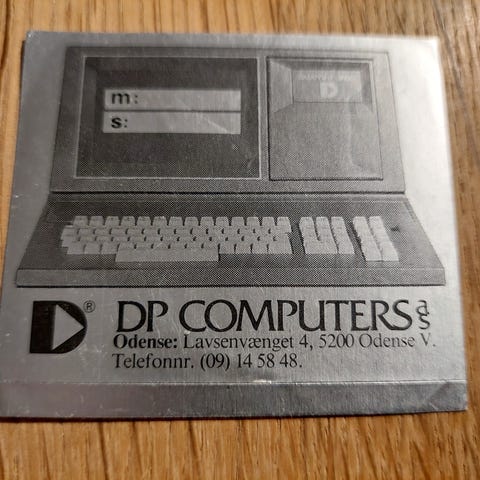 m:
s:
D
D®
DP COMPUTERS a/s
Odense: Lavsenvænget 4, 5200 Odense V.
Telefonnr. (09) 14 58 48.